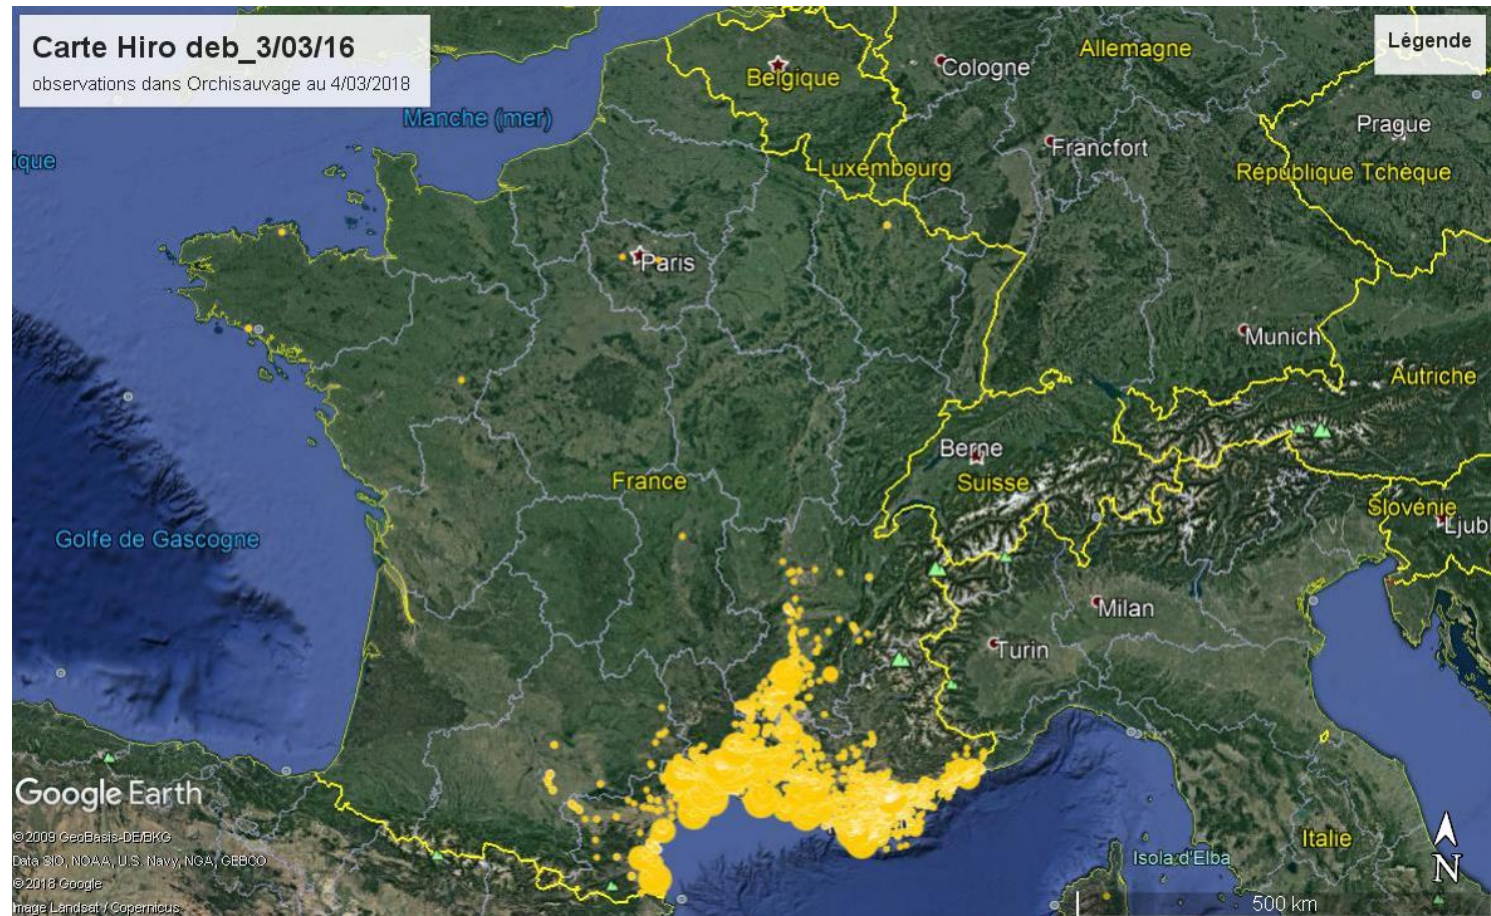 Carte Hiro deb_3/03/16
observations dans Orchisauvage au 4/03/2018
Légende
Allemagne
Cologne
Belgique
Manche (mer)
Prague
Francfort
ique
Luxembourg
République Tchèque
Paris
Munich
Autriche
Berne
France
Suisse
Slovénie
Ljubl
Golfe de Gascogne
Milan
Turin
Google Earth
©2009 GeoBasis-DE/BKG
Data SIO, NOAA, U.S. Navy, NGA, GEBCO
©2018 Google
Image Landsat / Copernicus
Italie
Isola d'Elba
N
500 km